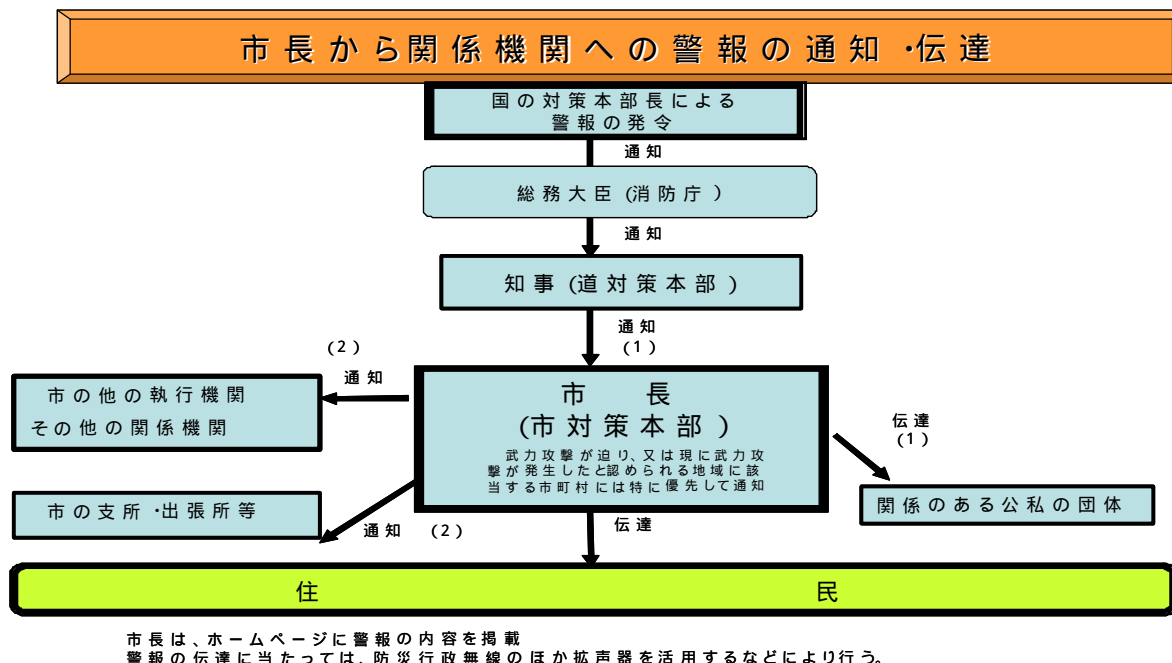 市長から関係機関への警報の通知・伝達
国の対策本部長による
警報の発令
通知
総務大臣(消防庁)
通知
知事(道対策本部)
通知
(1)
(2)
通知
市の他の執行機関
その他の関係機関
市長
(市対策本部)
武力攻撃が迫り、又は現に武力攻
撃が発生したと認められる地域に該
当する市町村には特に優先して通知
伝達
(1)
関係のある公私の団体
市の支所・出張所等
通知 (2)
伝達
住民
市長は、ホームページに警報の内容を掲載
警報の伝達に当たっては、防災行政無線のほか拡声器を活用するなどにより行う。